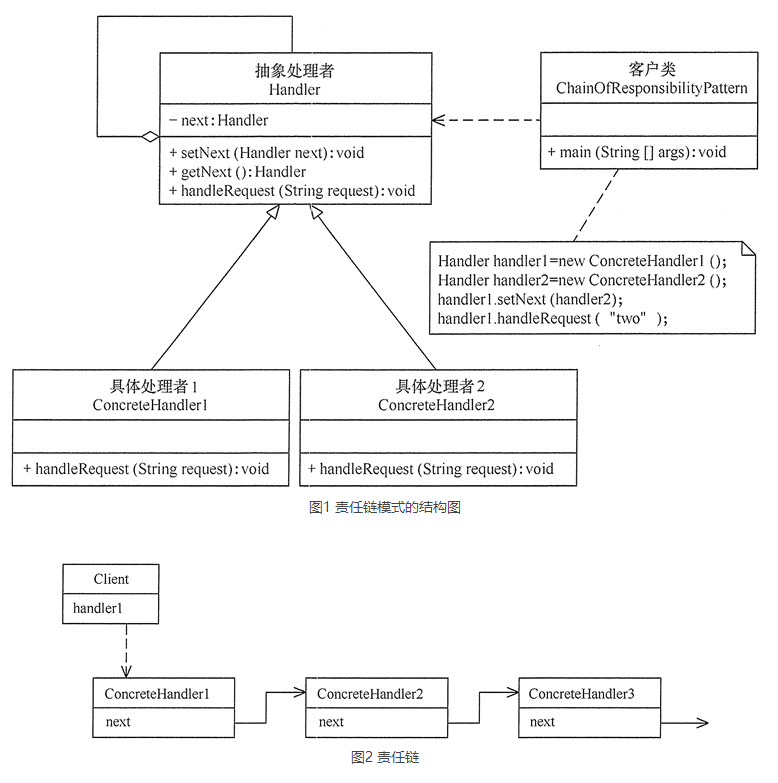 抽象处理者
Handler
- next:Handler
+ setNext (Handler next):void
+ getNext ():Handler
+ handleRequest (String request):void
客户类
ChainOfResponsibilityPattern
+ main (String [] args):void
Handler handler1=new ConcreteHandler1 ();
Handler handler2=new ConcreteHandler2 ();
handler1.setNext (handler2);
handler1.handleRequest ( "two" );
具体处理者 1
ConcreteHandler1
+ handleRequest (String request):void
具体处理者 2
ConcreteHandler2
+ handleRequest (String request):void
图1 责任链模式的结构图
Client
handler1
ConcreteHandler1
next
ConcreteHandler2
next
ConcreteHandler3
next
图2 责任链